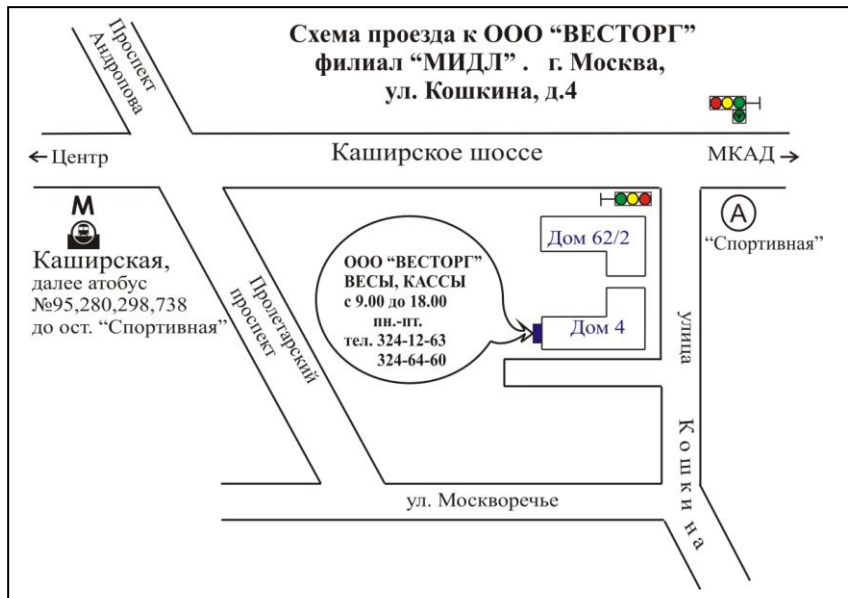 Схема проезда к ООО “ВЕСТОРГ”
филиал “МИДЛ” . г. Москва,
ул. Кошкина, д.4
Проспект
Андропова
← Центр
Каширское шоссе
МКАД →
М
Каширская,
далее атобус
№95,280,298,738
до ост. “Спортивная”
Пролетарский
проспект
ООО “ВЕСТОРГ”
ВЕСЫ, КАССЫ
с 9.00 до 18.00
пн.-пт.
тел. 324-12-63
324-64-60
Дом 62/2
Дом 4
А
“Спортивная”
улица Кошкина
ул. Москворечье